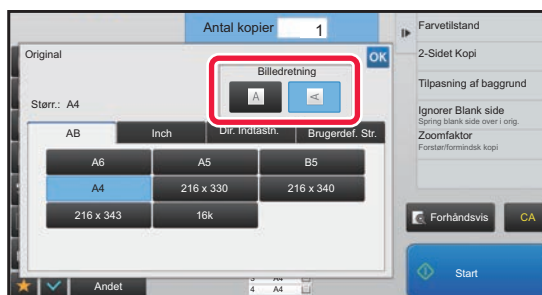 Antal kopier 1
Original
OK
Billedretning
A
A
Størr.: A4
AB Inch Dir. Indtastn. Brugerdef. Str.
A6 A5 B5
A4 216 x 330 216 x 340
216 x 343 16k
Andet
A4
4 A4
Farvetilstand
2-Sidet Kopi
Tilpasning af baggrund
Ignorer Blank side
Spring blank side over i orig.
Zoomfaktor
Forstør/formindsk kopi
Forhåndsvis CA
Start